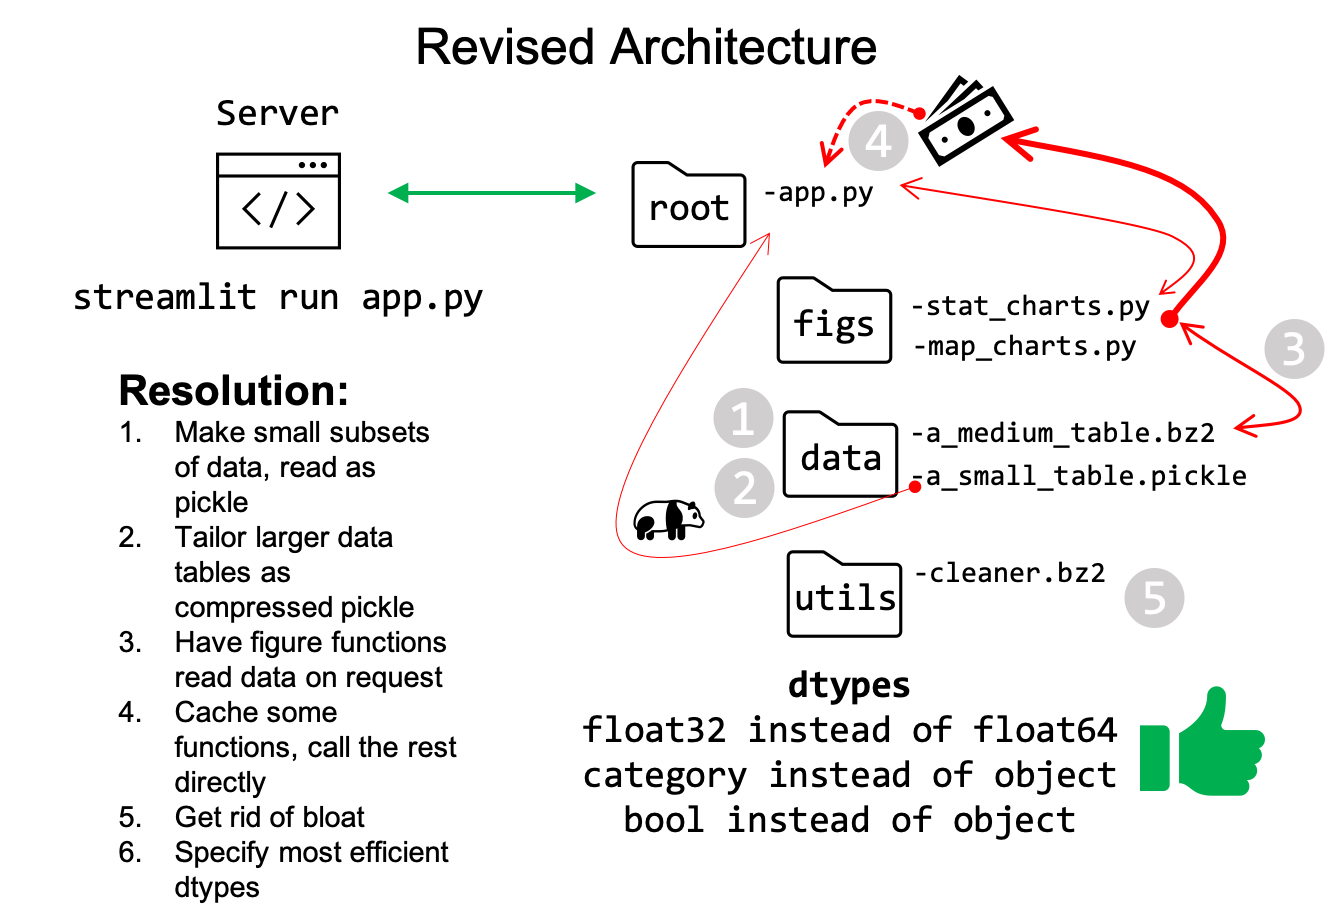 Revised Architecture
Server
</>
streamlit run app.py
4
root
-app.py
figs
-stat_charts.py
-map_charts.py
3
1
2
data
-a_medium_table.bz2
-a_small_table.pickle
utils
-cleaner.bz2
5
Resolution:
1. Make small subsets
of data, read as
pickle
2. Tailor larger data
tables as
compressed pickle
3. Have figure functions
read data on request
4. Cache some
functions, call the rest
directly
5. Get rid of bloat
6. Specify most efficient
dtypes
dtypes
float32 instead of float64
category instead of object
bool instead of object